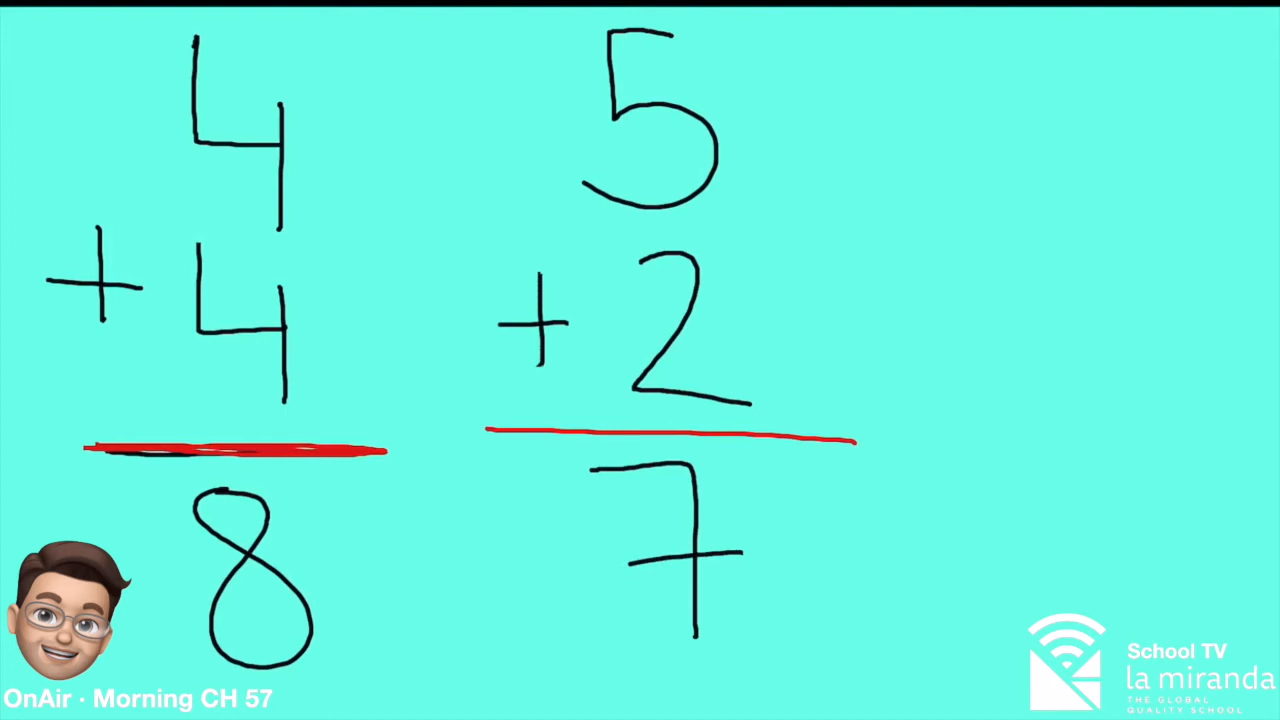 4
+ 4
8
5
+ 2
7
OnAir · Morning CH 57
School TV
la miranda
THE GLOBAL
QUALITY SCHOOL